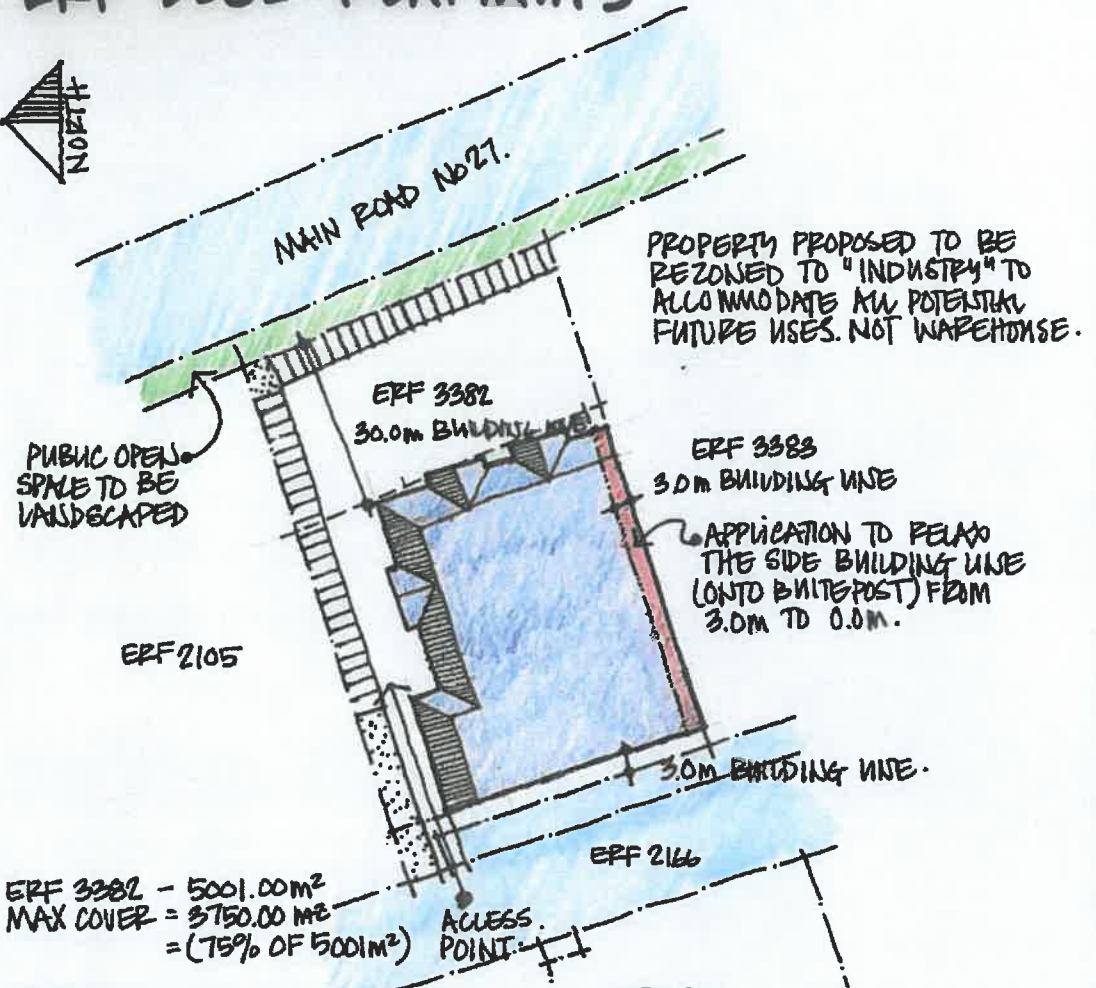 NORTH
MAIN ROAD No 27.
PROPERTY PROPOSED TO BE
REZONED TO "INDUSTRY" TO
ACCOMMODATE ALL POTENTIAL
FUTURE USES. NOT WAREHOUSE.
ERF 3382
30.0m BUILDING LINE
PUBLIC OPEN
SPACE TO BE
LANDSCAPED
ERF 3383
3.0m BUILDING LINE
APPLICATION TO RELAX
THE SIDE BUILDING LINE
(ONTO BUITEPOST) FROM
3.0m TO 0.0m.
ERF 2105
3.0m BUILDING LINE.
ERF 2166
ERF 3382 - 5001.00m²
MAX COVER = 3750.00 m²
= (75% OF 5001m²)
ACCESS
POINT.